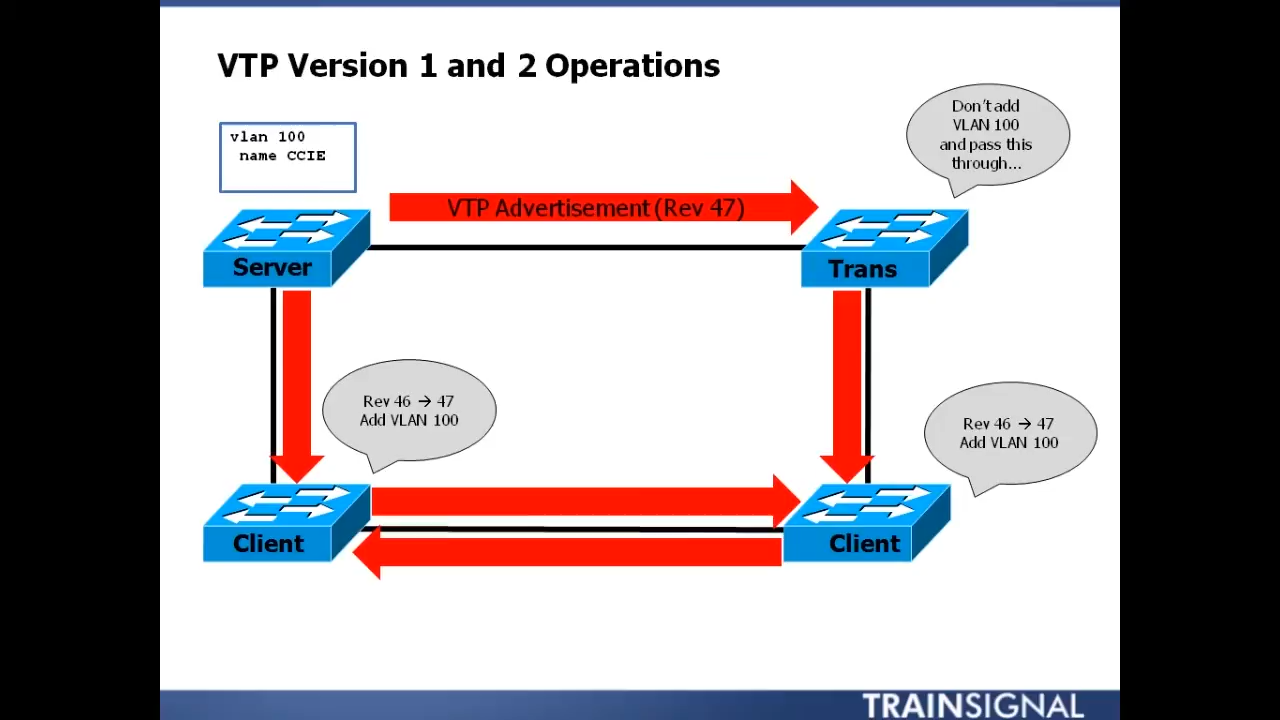 VTP Version 1 and 2 Operations
vlan 100
name CCIE
Don't add
VLAN 100
and pass this
through...
VTP Advertisement (Rev 47)
Server
Trans
Rev 46 → 47
Add VLAN 100
Rev 46 → 47
Add VLAN 100
Client
Client
TRAINSIGNAL